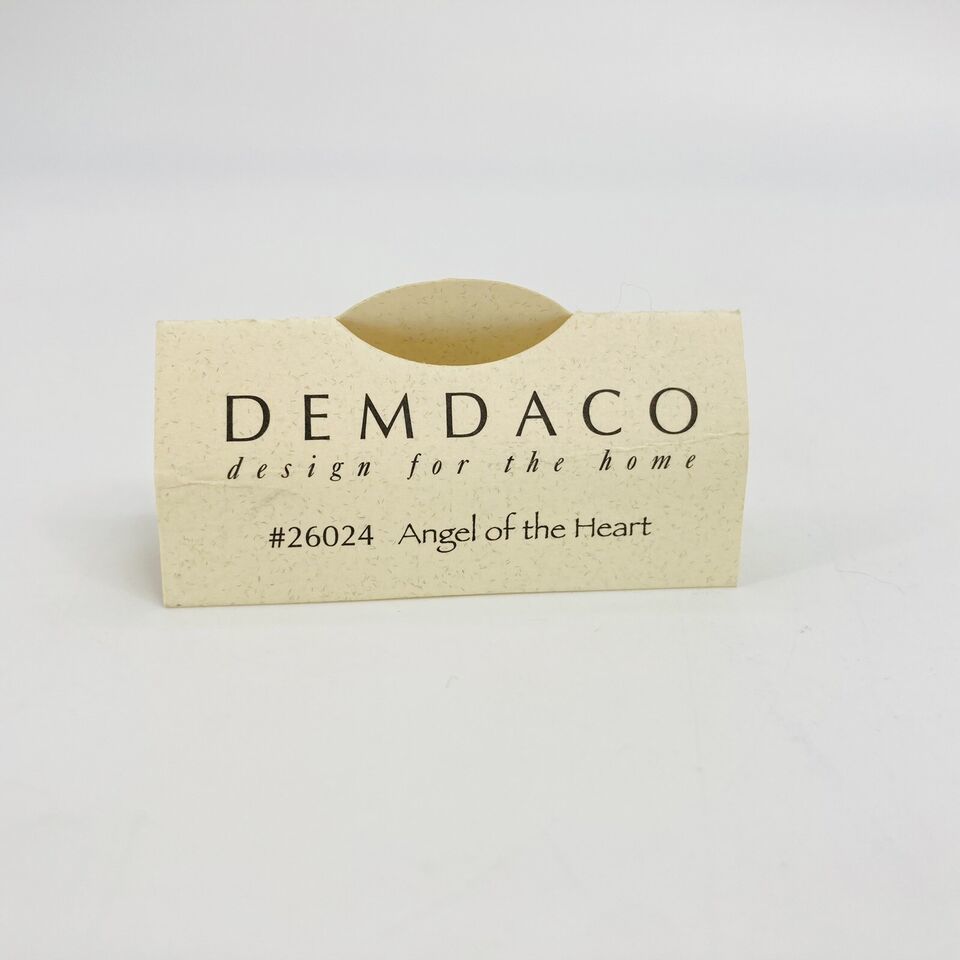 DEMDACO
design for the home
#26024 Angel of the Heart